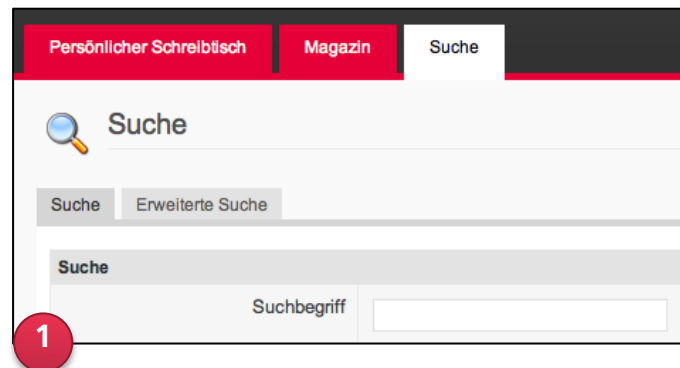 Persönlicher Schreibtisch Magazin Suche
Suche
Suche Erweiterte Suche
Suche
Suchbegriff
1